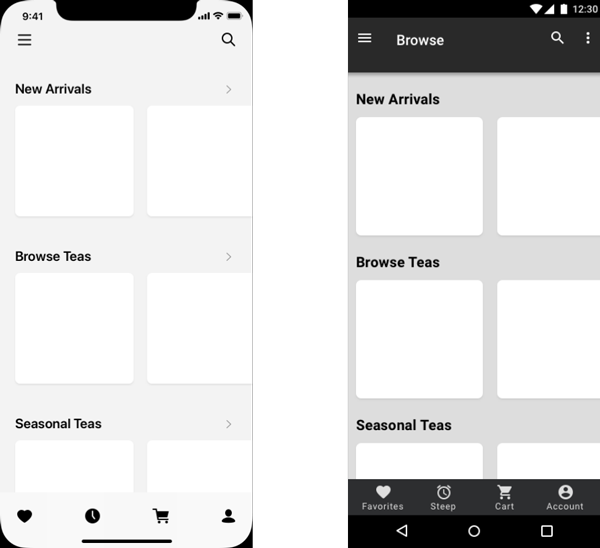 9:41
New Arrivals
Browse Teas
Seasonal Teas
12:30
Browse
New Arrivals
Browse Teas
Seasonal Teas
Favorites Steep Cart Account